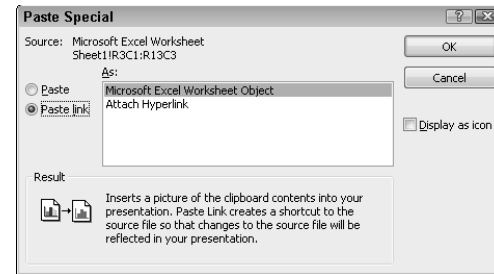 Paste Special
Source: Microsoft Excel Worksheet
Sheet1!R3C1:R13C3
As:
Paste
Paste link
Microsoft Excel Worksheet Object
Attach Hyperlink
OK
Cancel
Display as icon
Result
Inserts a picture of the clipboard contents into your
presentation. Paste Link creates a shortcut to the
source file so that changes to the source file will be
reflected in your presentation.